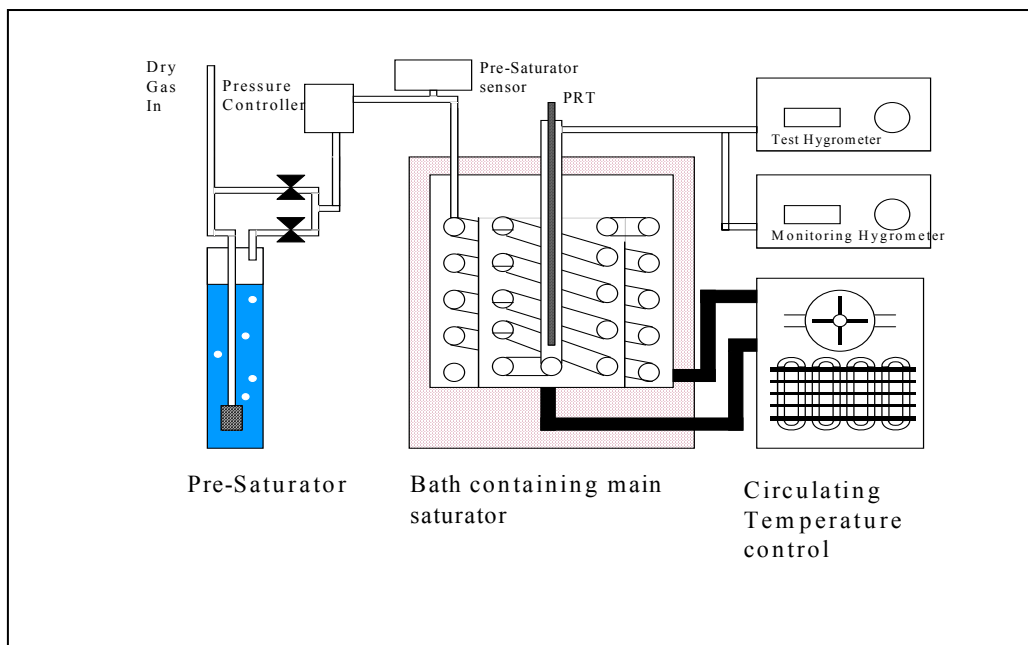 Dry
Gas
In
Pressure
Controller
Pre-Saturator
sensor
PRT
Test Hygrometer
Monitoring Hygrometer
Pre-Saturator
Bath containing main
saturator
Circulating
Temperature
control